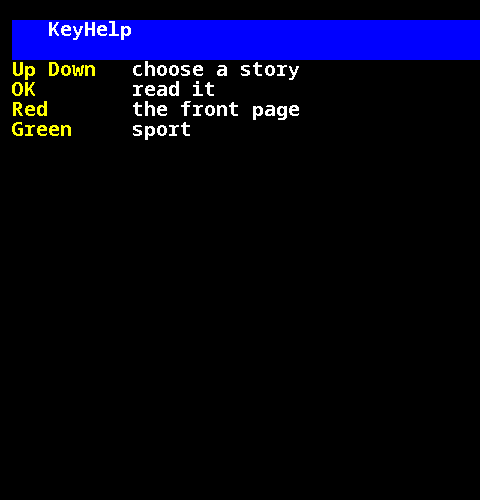 KeyHelp
Up Down choose a story
OK read it
Red the front page
Green sport